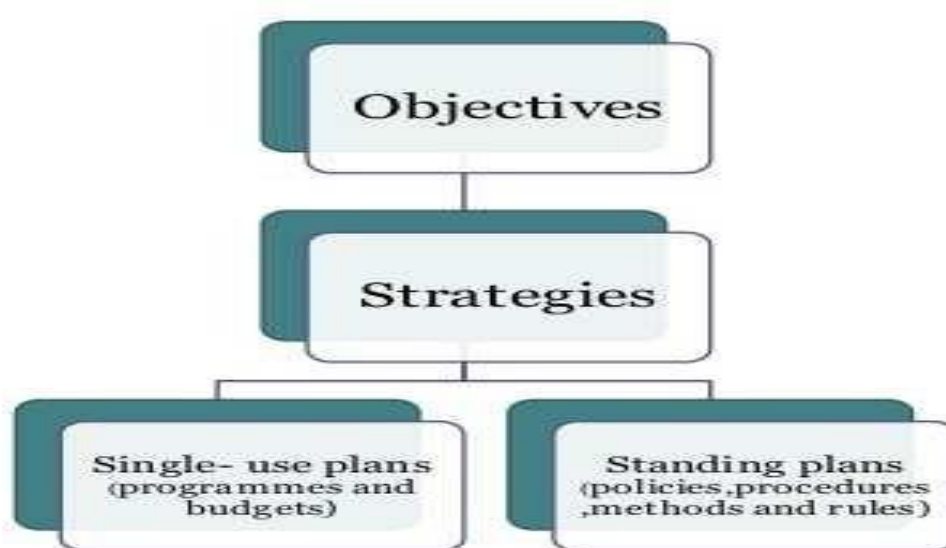 Objectives
Strategies
Single- use plans
(programmes and
budgets)
Standing plans
(policies,procedures
,methods and rules)